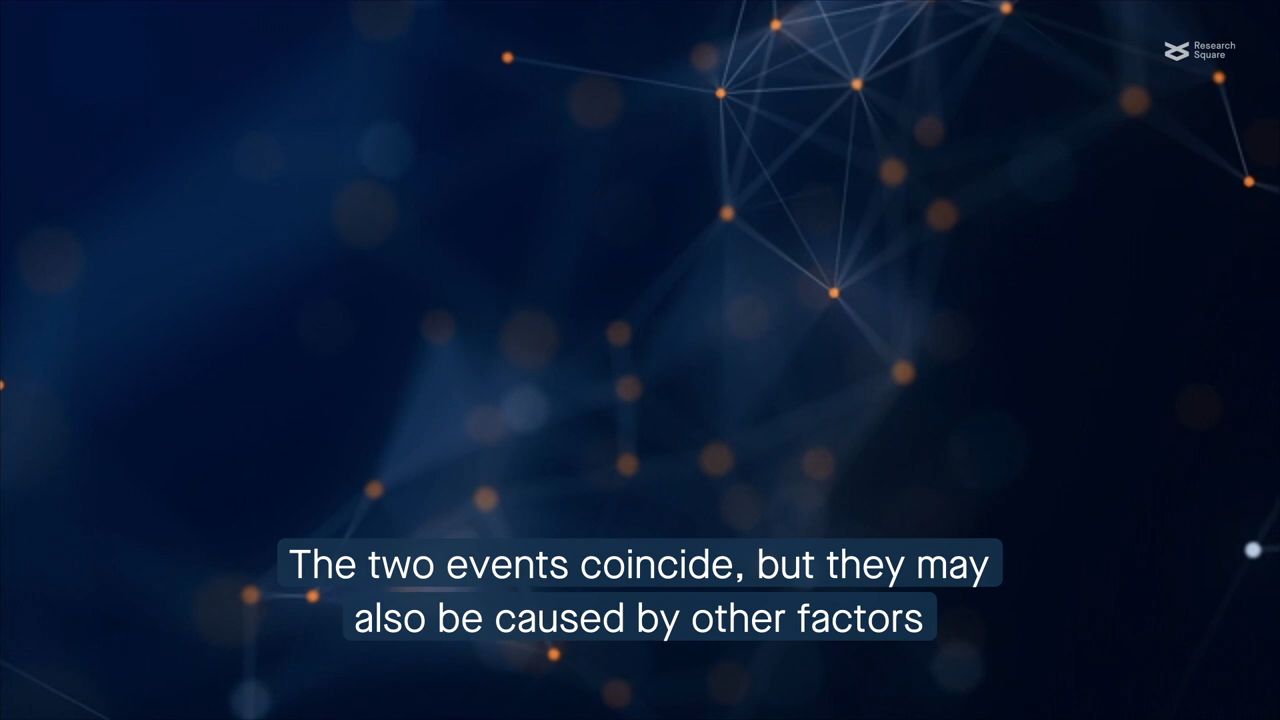 Research
Square
The two events coincide, but they may
also be caused by other factors